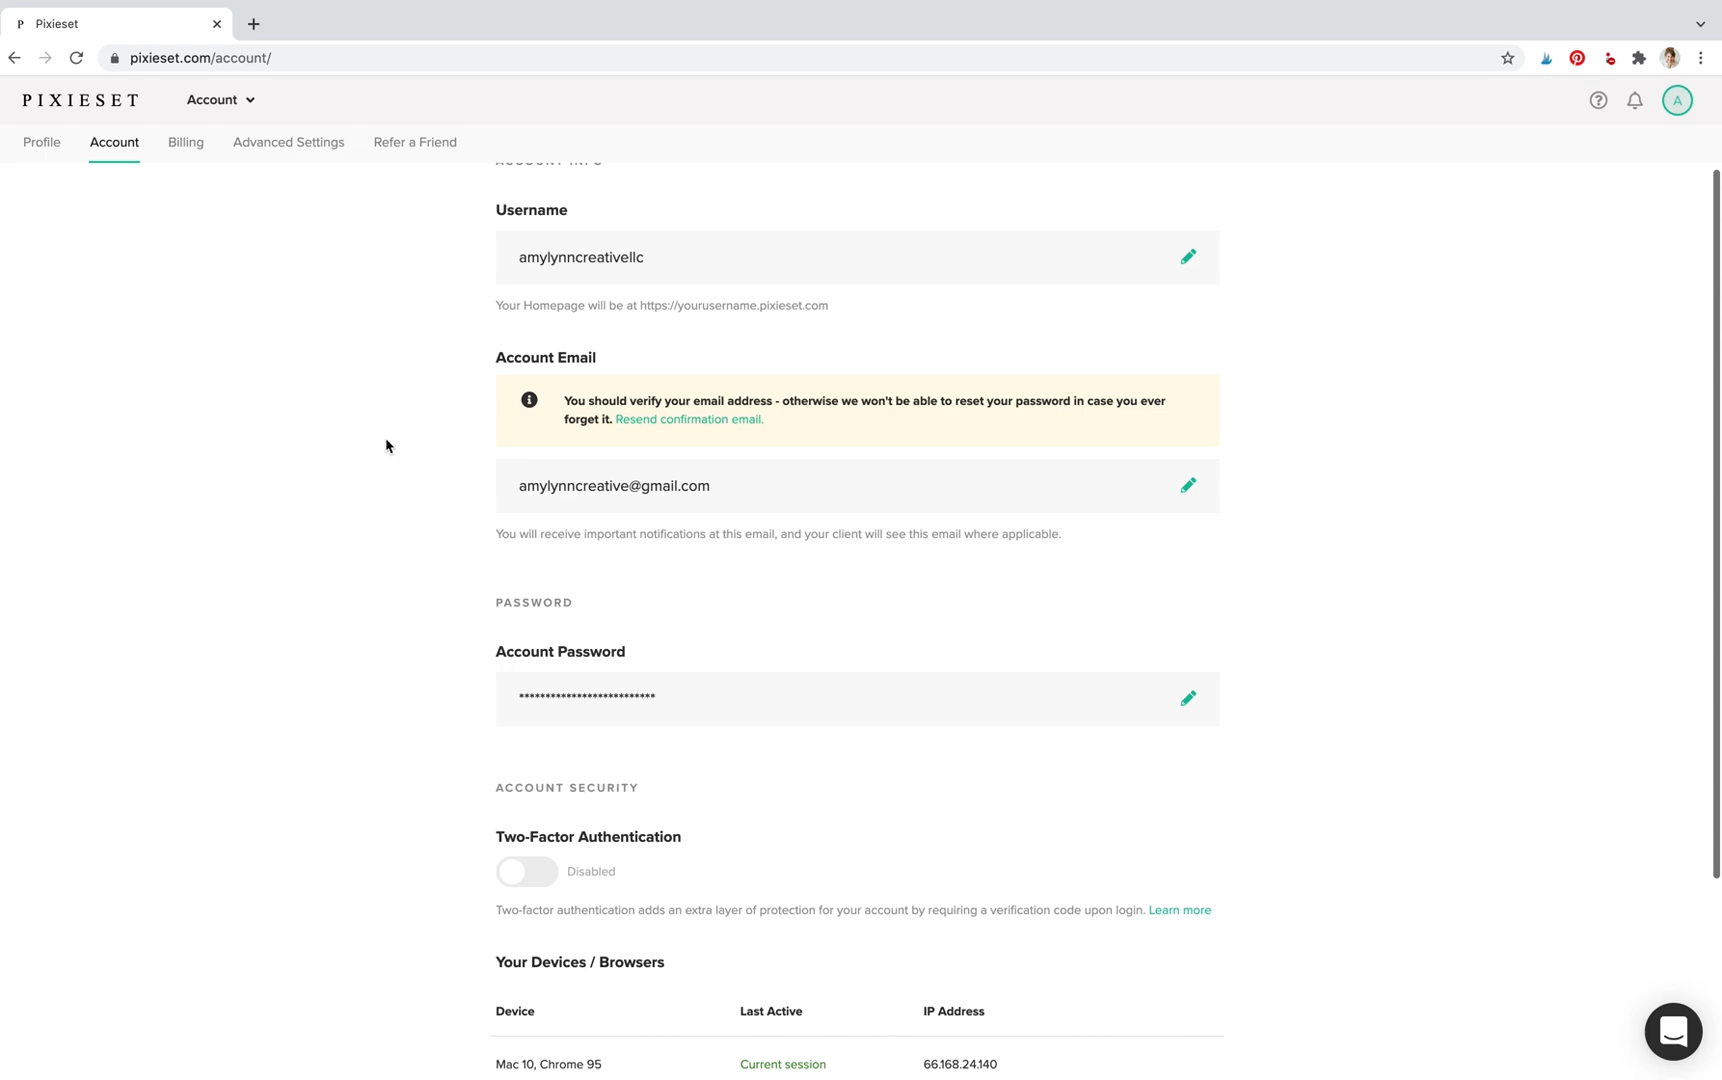 P Pixieset
pixieset.com/account/
PIXIESET Account
A
Profile Account Billing Advanced Settings Refer a Friend
ACCOUNT INFO
Username
amylynncreativellc
Your Homepage will be at https://yourusername.pixieset.com
Account Email
You should verify your email address - otherwise we won't be able to reset your password in case you ever
forget it. Resend confirmation email.
amylynncreative@gmail.com
You will receive important notifications at this email, and your client will see this email where applicable.
PASSWORD
Account Password
**************************
ACCOUNT SECURITY
Two-Factor Authentication
Disabled
Two-factor authentication adds an extra layer of protection for your account by requiring a verification code upon login. Learn more
Your Devices / Browsers
Device Last Active IP Address
Mac 10, Chrome 95 Current session 66.168.24.140